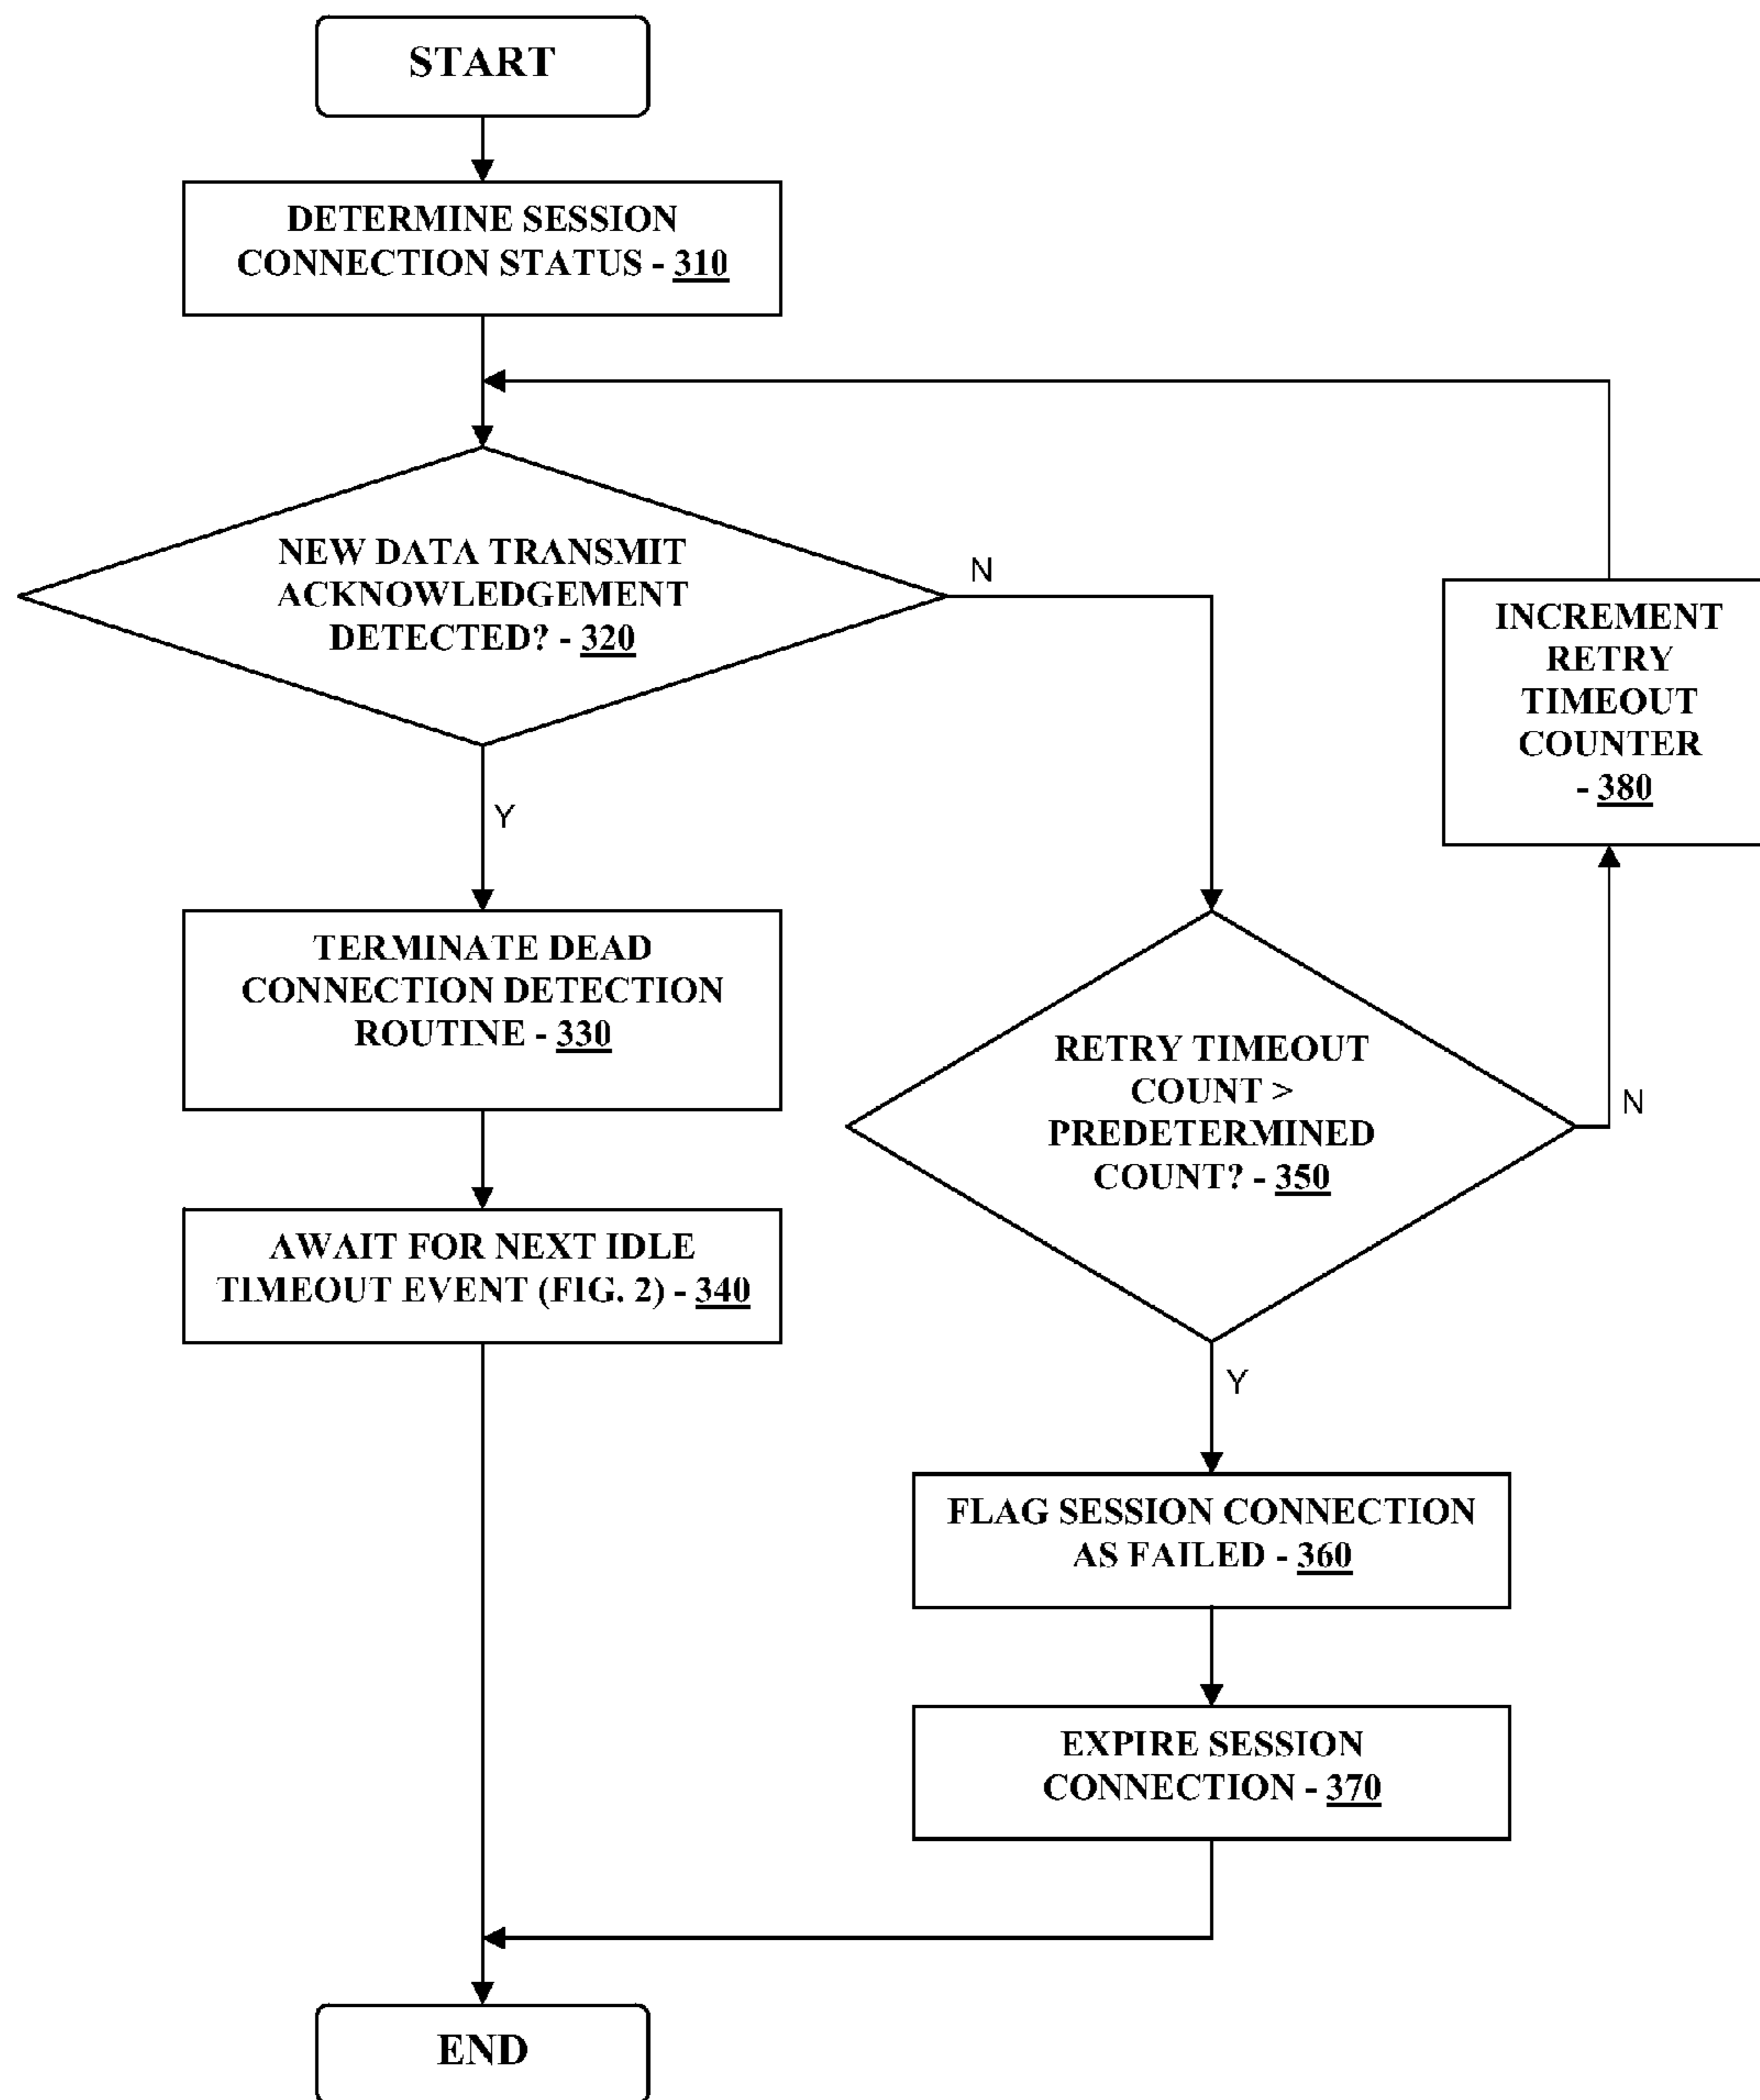 START
DETERMINE SESSION
CONNECTION STATUS - 310
NEW DATA TRANSMIT
ACKNOWLEDGEMENT
DETECTED? - 320
N
Y
INCREMENT
RETRY
TIMEOUT
COUNTER
- 380
TERMINATE DEAD
CONNECTION DETECTION
ROUTINE - 330
RETRY TIMEOUT
COUNT >
PREDETERMINED
COUNT? - 350
N
Y
AWAIT FOR NEXT IDLE
TIMEOUT EVENT (FIG. 2) - 340
FLAG SESSION CONNECTION
AS FAILED - 360
EXPIRE SESSION
CONNECTION - 370
END